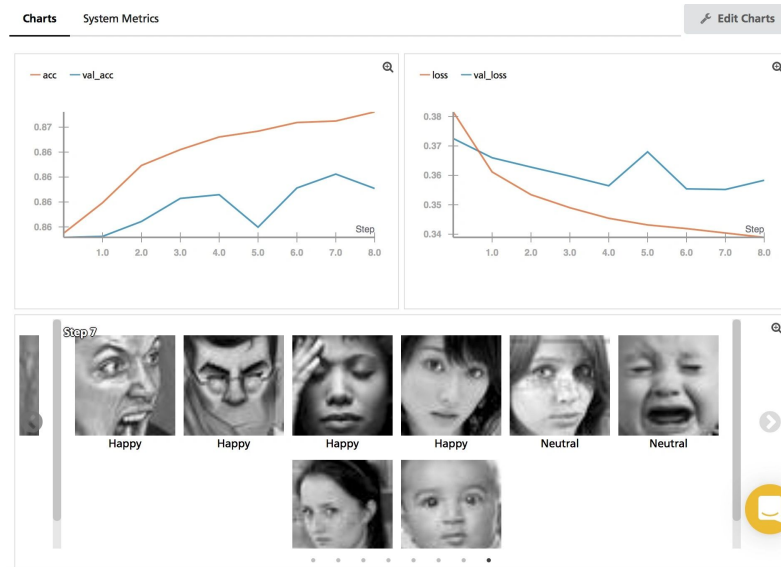 Charts System Metrics Edit Charts
acc val_acc
0.87
0.86
0.86
0.86
0.86
Step
1.0 2.0 3.0 4.0 5.0 6.0 7.0 8.0
loss val_loss
0.38
0.37
0.36
0.35
0.34
Step
1.0 2.0 3.0 4.0 5.0 6.0 7.0 8.0
Step 7
Happy Happy Happy Happy Neutral Neutral